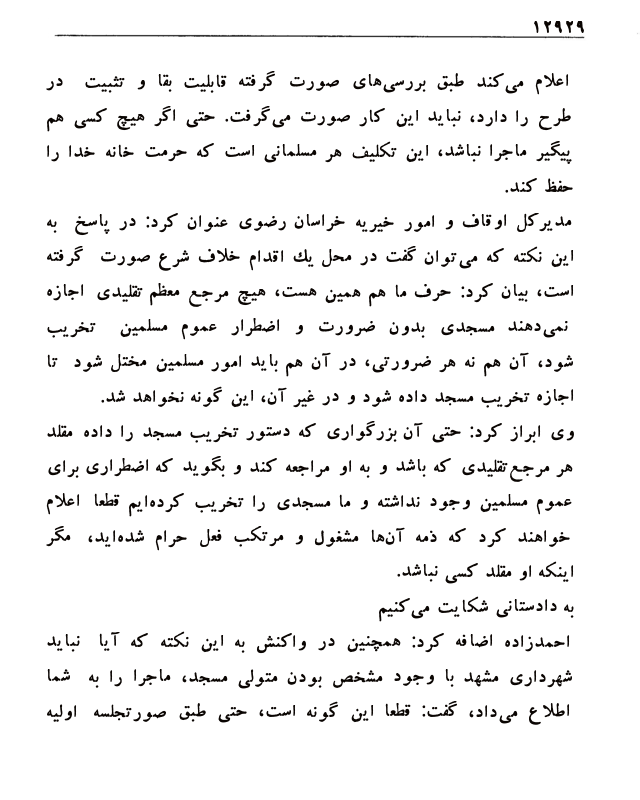 ۱۲۹۲۹
اعلام می‌کند طبق بررسی‌های صورت گرفته قابلیت بقا و تثبیت در
طرح را دارد، نباید این کار صورت می‌گرفت. حتی اگر هیچ کسی هم
پیگیر ماجرا نباشد، این تکلیف هر مسلمانی است که حرمت خانه خدا را
حفظ کند.
مدیرکل اوقاف و امور خیریه خراسان رضوی عنوان کرد: در پاسخ به
این نکته که می‌توان گفت در محل یك اقدام خلاف شرع صورت گرفته
است، بیان کرد: حرف ما هم همین هست، هیچ مرجع معظم تقلیدی اجازه
نمی‌دهند مسجدی بدون ضرورت و اضطرار عموم مسلمین تخریب
شود، آن هم نه هر ضرورتی، در آن هم باید امور مسلمین مختل شود تا
اجازه تخریب مسجد داده شود و در غیر آن، این گونه نخواهد شد.
وی ابراز کرد: حتی آن بزرگواری که دستور تخریب مسجد را داده مقلد
هر مرجع‌تقلیدی که باشد و به او مراجعه کند و بگوید که اضطراری برای
عموم مسلمین وجود نداشته و ما مسجدی را تخریب کرده‌ایم قطعا اعلام
خواهند کرد که ذمه آن‌ها مشغول و مرتکب فعل حرام شده‌اید، مگر
اینکه او مقلد کسی نباشد.
به دادستانی شکایت می‌کنیم
احمدزاده اضافه کرد: همچنین در واکنش به این نکته که آیا نباید
شهرداری مشهد با وجود مشخص بودن متولی مسجد، ماجرا را به شما
اطلاع می‌داد، گفت: قطعا این گونه است، حتی طبق صورتجلسه اولیه